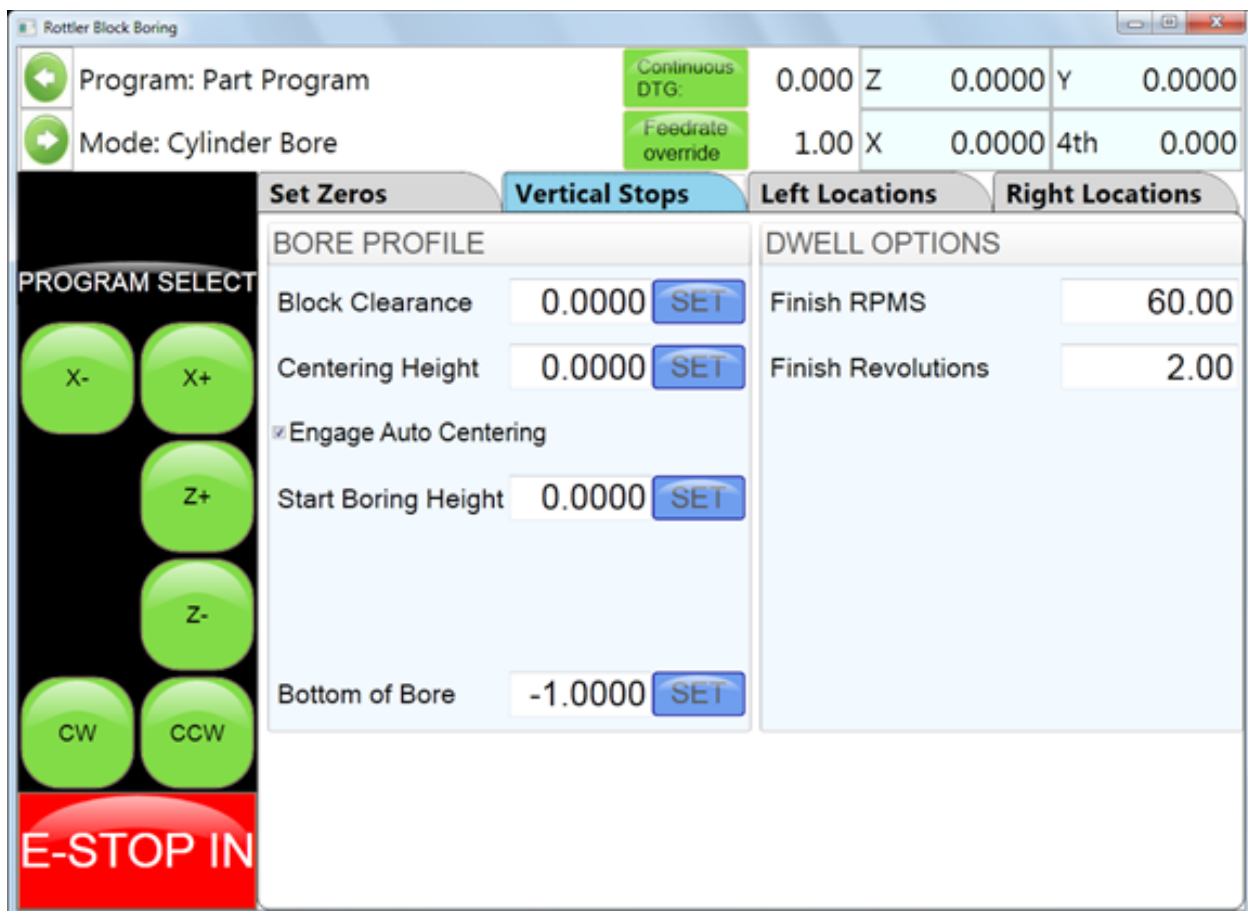 Rottler Block Boring
Program: Part Program
Continuous
DTG:
0.000
Z
0.0000
Y
0.0000
Mode: Cylinder Bore
Feedrate
override
1.00
X
0.0000
4th
0.000
Set Zeros
Vertical Stops
Left Locations
Right Locations
PROGRAM SELECT
X-
X+
Z+
Z-
CW
CCW
E-STOP IN
BORE PROFILE
Block Clearance 0.0000 SET
Centering Height 0.0000 SET
Engage Auto Centering
Start Boring Height 0.0000 SET
Bottom of Bore -1.0000 SET
DWELL OPTIONS
Finish RPMS 60.00
Finish Revolutions 2.00